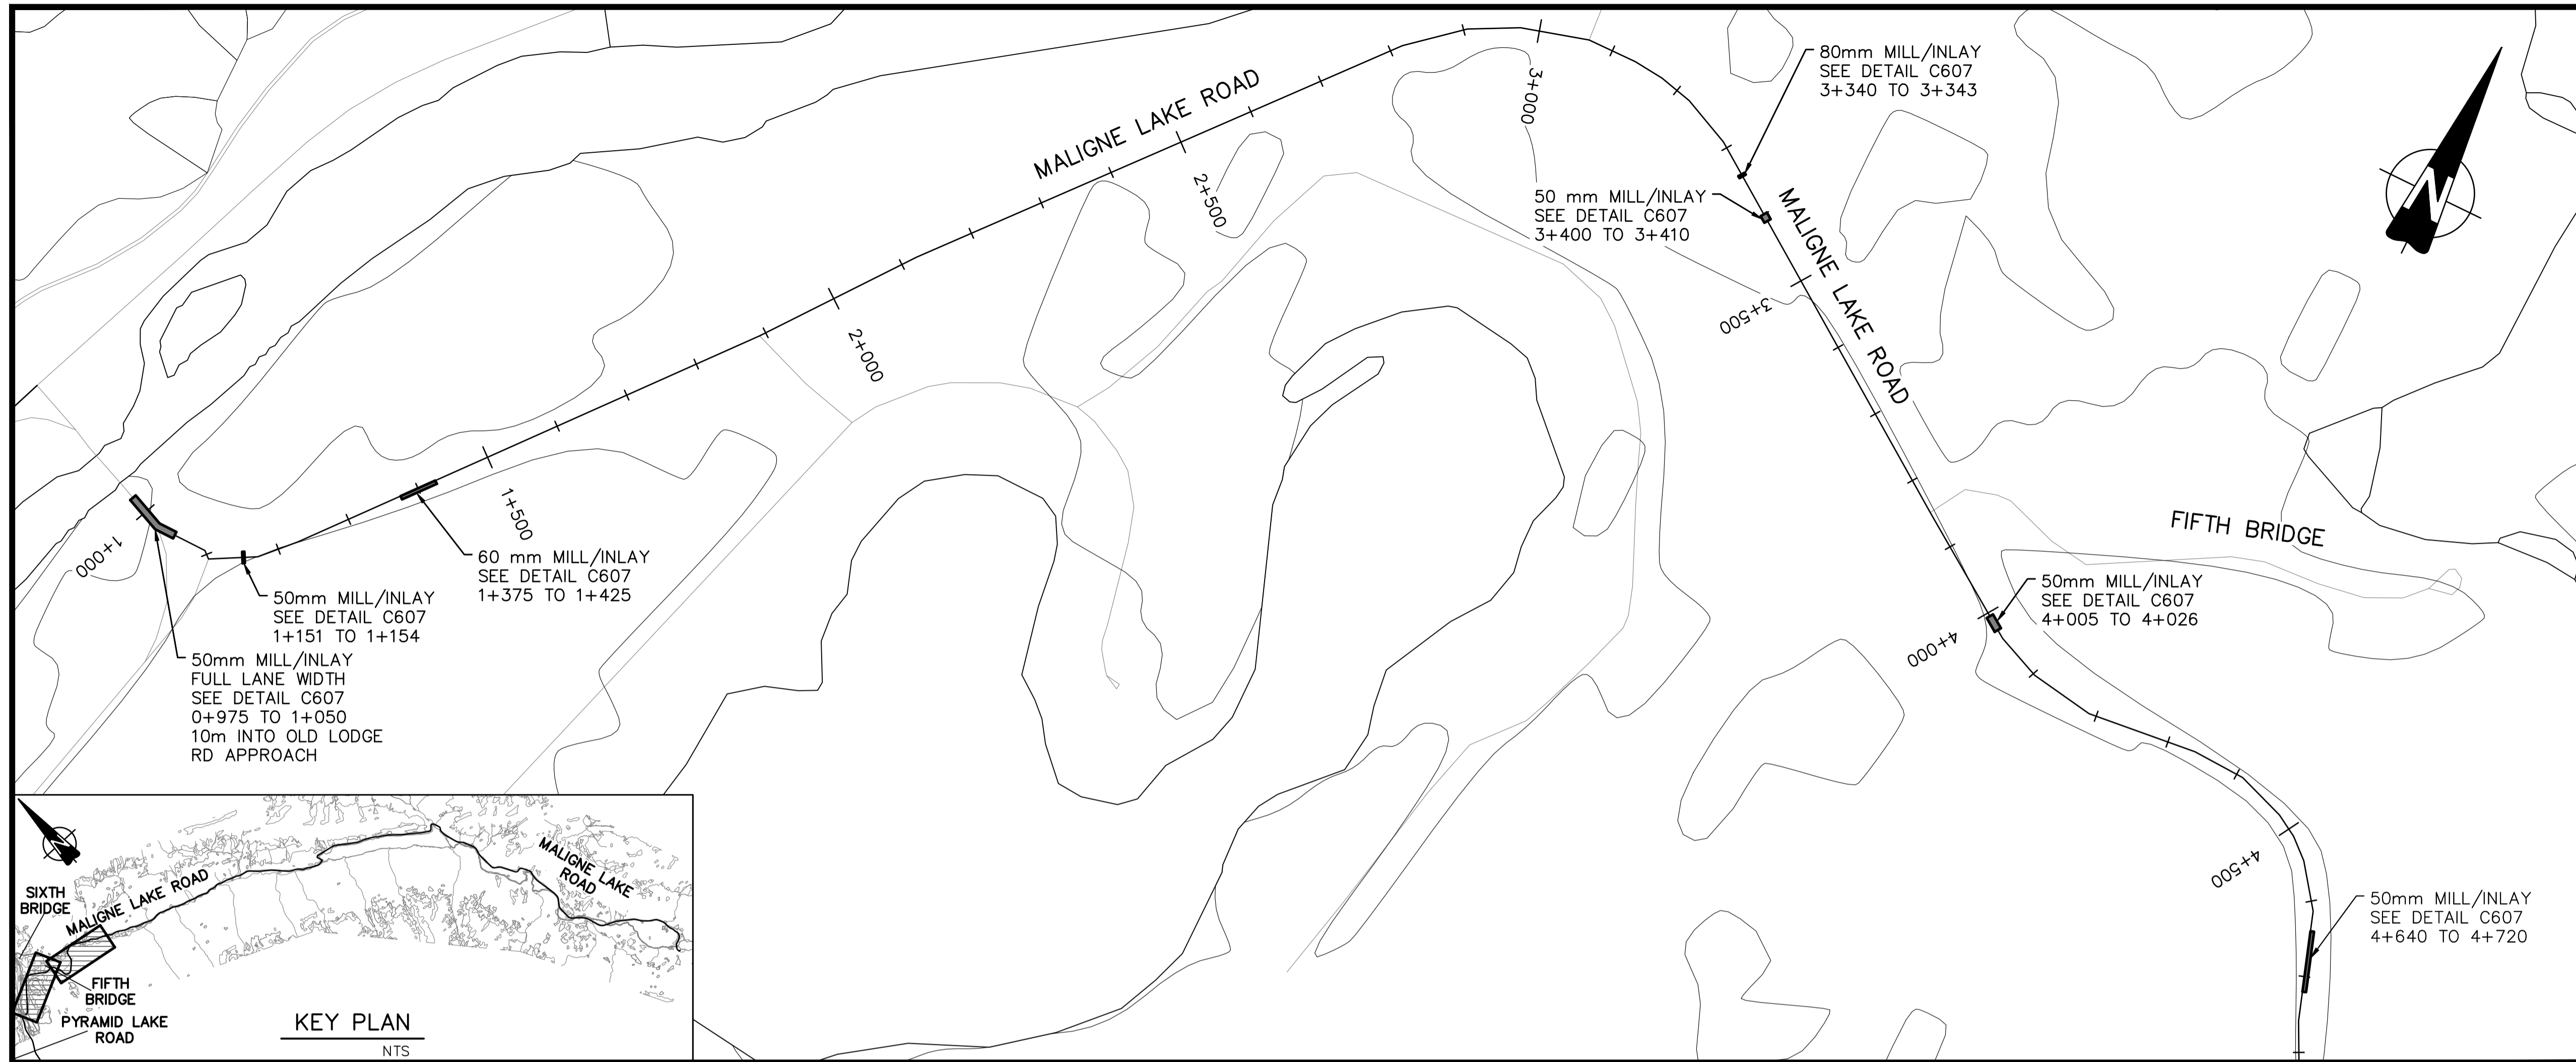 80mm MILL/INLAY
SEE DETAIL C607
3+340 TO 3+343
MALIGNE LAKE ROAD
3+000
N
2+500
50 mm MILL/INLAY
SEE DETAIL C607
3+400 TO 3+410
MALIGNE LAKE ROAD
3+500
2+000
1+500
FIFTH BRIDGE
1+000
60 mm MILL/INLAY
SEE DETAIL C607
1+375 TO 1+425
50mm MILL/INLAY
SEE DETAIL C607
1+151 TO 1+154
50mm MILL/INLAY
SEE DETAIL C607
4+005 TO 4+026
4+000
50mm MILL/INLAY
FULL LANE WIDTH
SEE DETAIL C607
0+975 TO 1+050
10m INTO OLD LODGE
RD APPROACH
4+500
50mm MILL/INLAY
SEE DETAIL C607
4+640 TO 4+720
N
MALIGNE LAKE
ROAD
SIXTH
BRIDGE
MALIGNE LAKE ROAD
FIFTH
BRIDGE
PYRAMID LAKE
ROAD
KEY PLAN
NTS